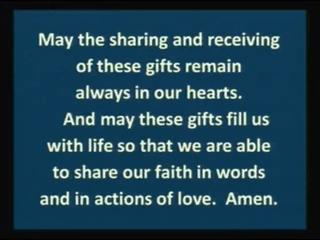 May the sharing and receiving
of these gifts remain
always in our hearts.
And may these gifts fill us
with life so that we are able
to share our faith in words
and in actions of love.  Amen.